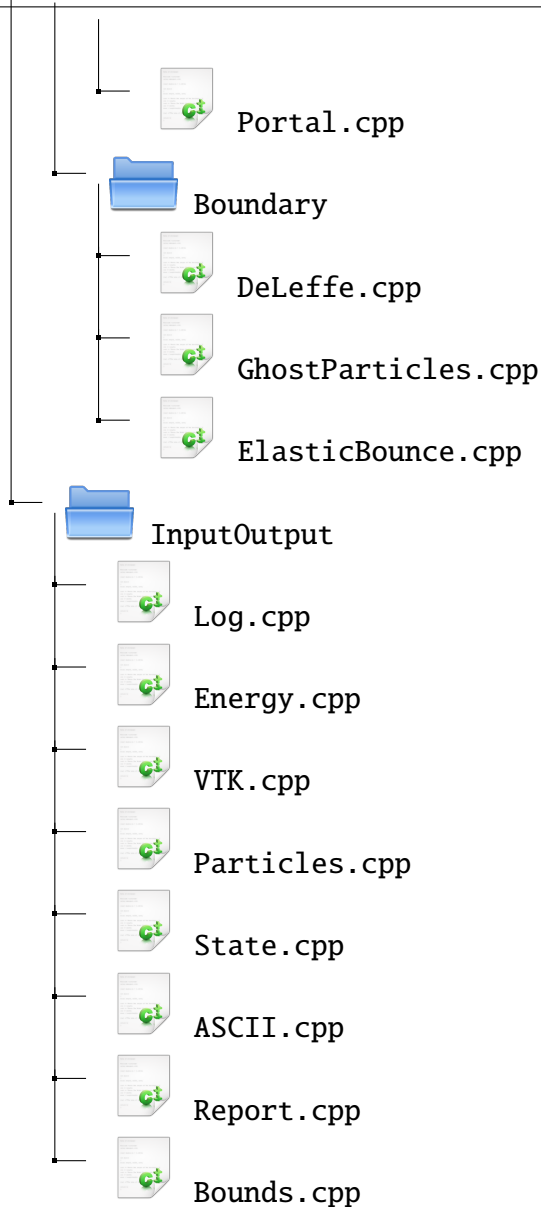 Portal.cpp
Boundary
DeLeffe.cpp
GhostParticles.cpp
ElasticBounce.cpp
InputOutput
Log.cpp
Energy.cpp
VTK.cpp
Particles.cpp
State.cpp
ASCII.cpp
Report.cpp
Bounds.cpp